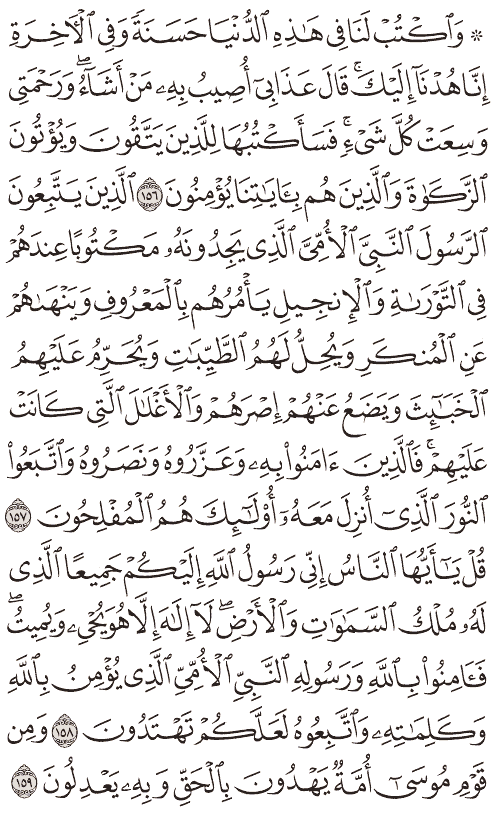 ۞ وَٱكۡتُبۡ لَنَا فِي هَٰذِهِ ٱلدُّنۡيَا حَسَنَةٗ وَفِي ٱلۡأٓخِرَةِ
إِنَّا هُدۡنَآ إِلَيۡكَۚ قَالَ عَذَابِيٓ أُصِيبُ بِهِۦ مَنۡ أَشَآءُۖ وَرَحۡمَتِي
وَسِعَتۡ كُلَّ شَيۡءٖۚ فَسَأَكۡتُبُهَا لِلَّذِينَ يَتَّقُونَ وَيُؤۡتُونَ
ٱلزَّكَوٰةَ وَٱلَّذِينَ هُم بِـَٔايَٰتِنَا يُؤۡمِنُونَ ١٥٦ ٱلَّذِينَ يَتَّبِعُونَ
ٱلرَّسُولَ ٱلنَّبِيَّ ٱلۡأُمِّيَّ ٱلَّذِي يَجِدُونَهُۥ مَكۡتُوبًا عِندَهُمۡ
فِي ٱلتَّوۡرَىٰةِ وَٱلۡإِنجِيلِ يَأۡمُرُهُم بِٱلۡمَعۡرُوفِ وَيَنۡهَىٰهُمۡ
عَنِ ٱلۡمُنكَرِ وَيُحِلُّ لَهُمُ ٱلطَّيِّبَٰتِ وَيُحَرِّمُ عَلَيۡهِمُ
ٱلۡخَبَٰٓئِثَ وَيَضَعُ عَنۡهُمۡ إِصۡرَهُمۡ وَٱلۡأَغۡلَٰلَ ٱلَّتِي كَانَتۡ
عَلَيۡهِمۡۚ فَٱلَّذِينَ ءَامَنُواْ بِهِۦ وَعَزَّرُوهُ وَنَصَرُوهُ وَٱتَّبَعُواْ
ٱلنُّورَ ٱلَّذِيٓ أُنزِلَ مَعَهُۥٓ أُوْلَٰٓئِكَ هُمُ ٱلۡمُفۡلِحُونَ ١٥٧
قُلۡ يَٰٓأَيُّهَا ٱلنَّاسُ إِنِّي رَسُولُ ٱللَّهِ إِلَيۡكُمۡ جَمِيعًا ٱلَّذِي
لَهُۥ مُلۡكُ ٱلسَّمَٰوَٰتِ وَٱلۡأَرۡضِۖ لَآ إِلَٰهَ إِلَّا هُوَ يُحۡيِۦ وَيُمِيتُۖ
فَـَٔامِنُواْ بِٱللَّهِ وَرَسُولِهِ ٱلنَّبِيِّ ٱلۡأُمِّيِّ ٱلَّذِي يُؤۡمِنُ بِٱللَّهِ
وَكَلِمَٰتِهِۦ وَٱتَّبِعُوهُ لَعَلَّكُمۡ تَهۡتَدُونَ ١٥٨ وَمِن
قَوۡمِ مُوسَىٰٓ أُمَّةٞ يَهۡدُونَ بِٱلۡحَقِّ وَبِهِۦ يَعۡدِلُونَ ١٥٩